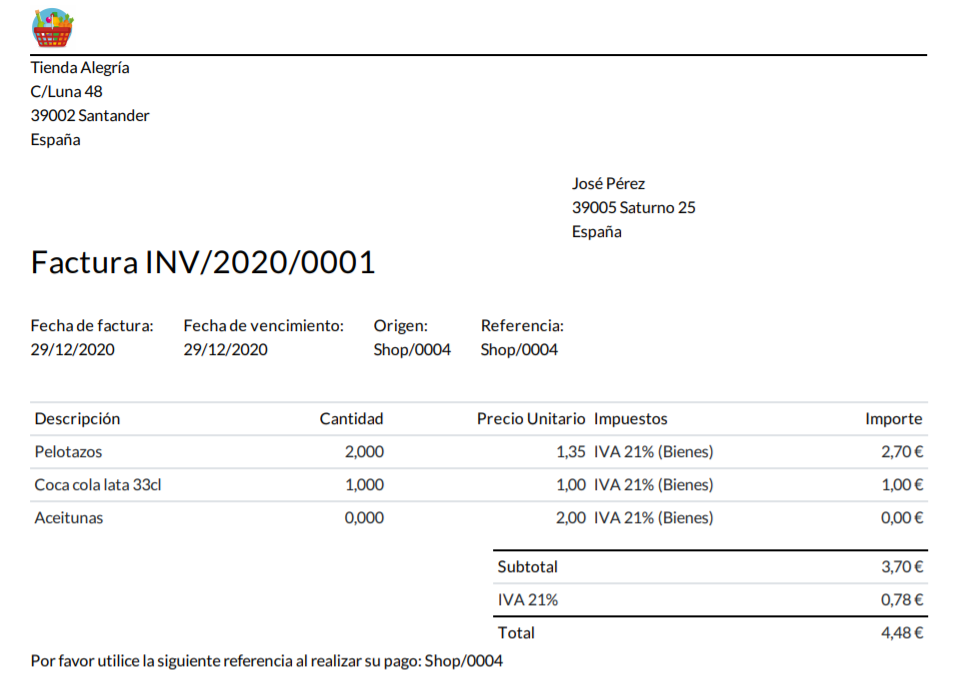 Tienda Alegría
C/Luna 48
39002 Santander
España
José Pérez
39005 Saturno 25
España
Factura INV/2020/0001
Fecha de factura: Fecha de vencimiento: Origen: Referencia:
29/12/2020 29/12/2020 Shop/0004 Shop/0004
Descripción Cantidad Precio Unitario Impuestos Importe
Pelotazos 2,000 1,35 IVA 21% (Bienes) 2,70 €
Coca cola lata 33cl 1,000 1,00 IVA 21% (Bienes) 1,00 €
Aceitunas 0,000 2,00 IVA 21% (Bienes) 0,00 €
Subtotal 3,70 €
IVA 21% 0,78 €
Total 4,48 €
Por favor utilice la siguiente referencia al realizar su pago: Shop/0004